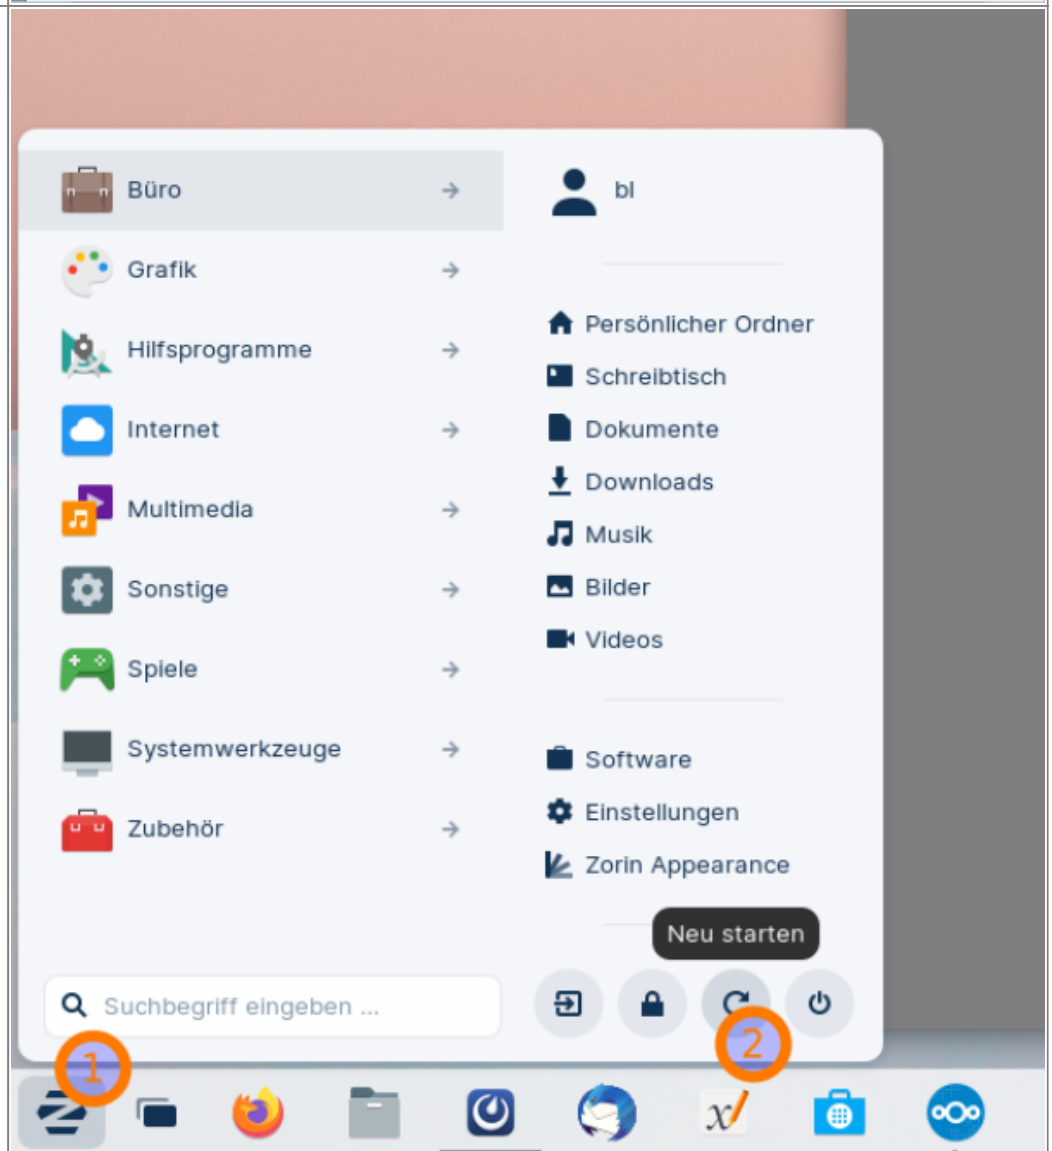 Büro
Grafik
Hilfsprogramme
Internet
Multimedia
Sonstige
Spiele
Systemwerkzeuge
Zubehör
Suchbegriff eingeben ...
bl
Persönlicher Ordner
Schreibtisch
Dokumente
Downloads
Musik
Bilder
Videos
Software
Einstellungen
Zorin Appearance
Neu starten
1
2